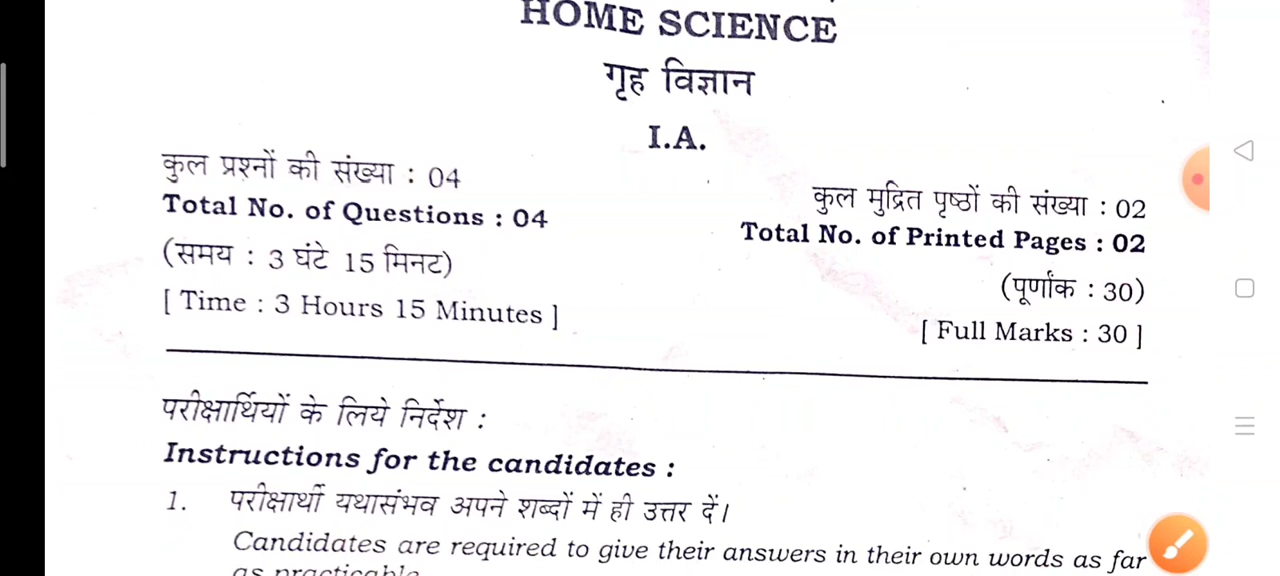 HOME SCIENCE
गृह विज्ञान
I.A.
कुल प्रश्नों की संख्या : 04
Total No. of Questions : 04
(समय : 3 घंटे 15 मिनट)
[ Time : 3 Hours 15 Minutes ]
कुल मुद्रित पृष्ठों की संख्या : 02
Total No. of Printed Pages : 02
(पूर्णांक : 30)
[ Full Marks : 30 ]
परीक्षार्थियों के लिये निर्देश :
Instructions for the candidates :
1. परीक्षार्थी यथासंभव अपने शब्दों में ही उत्तर दें।
Candidates are required to give their answers in their own words as far
as practicable